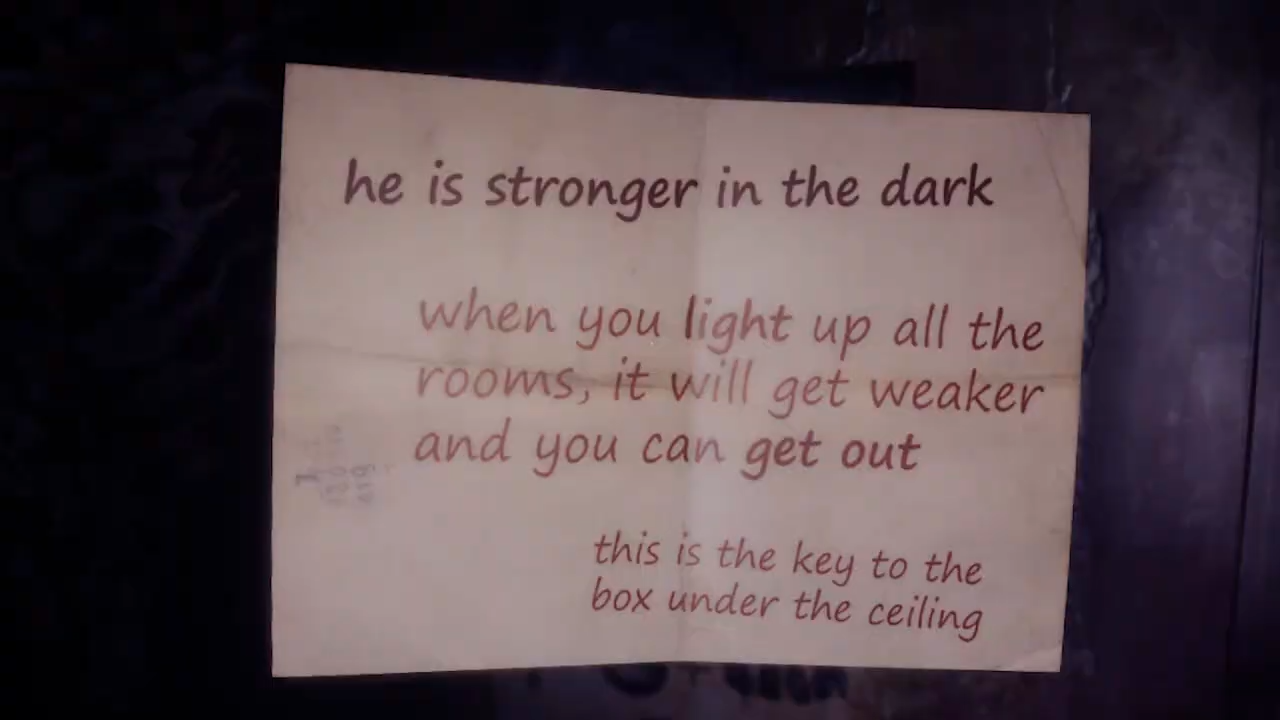 he is stronger in the dark
when you light up all the
rooms, it will get weaker
and you can get out
this is the key to the
box under the ceiling